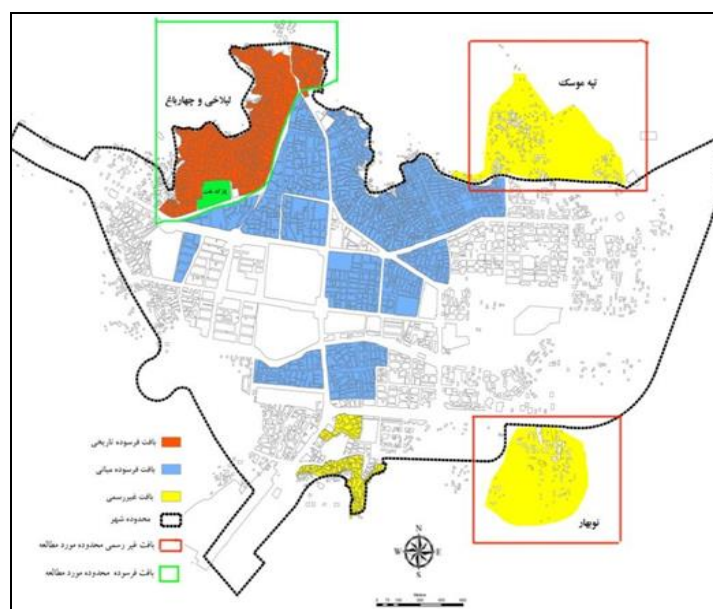 لیلاخی و چهارباغ
تپه موسک
نوبهار
بافت فرسوده تاریخی
بافت فرسوده میانی
بافت غیررسمی
محدوده شهر
بافت غیر رسمی محدوده مورد مطالعه
بافت فرسوده محدوده مورد مطالعه
N
W
E
S